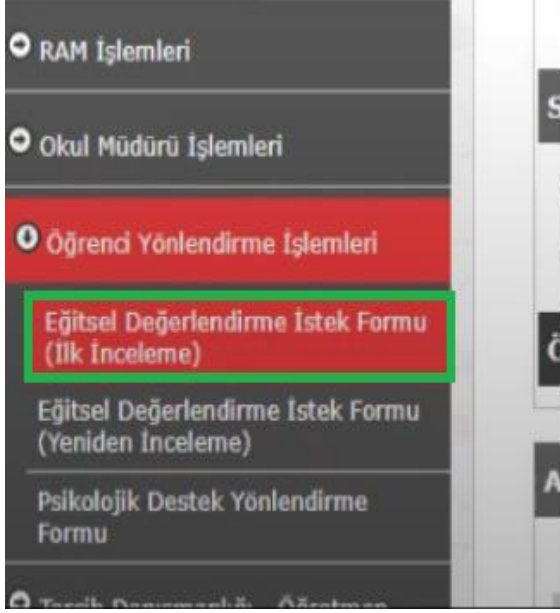 RAM İşlemleri
Okul Müdürü İşlemleri
Öğrenci Yönlendirme İşlemleri
Eğitsel Değerlendirme İstek Formu
(İlk İnceleme)
Eğitsel Değerlendirme İstek Formu
(Yeniden İnceleme)
Psikolojik Destek Yönlendirme
Formu
S
Ö
A